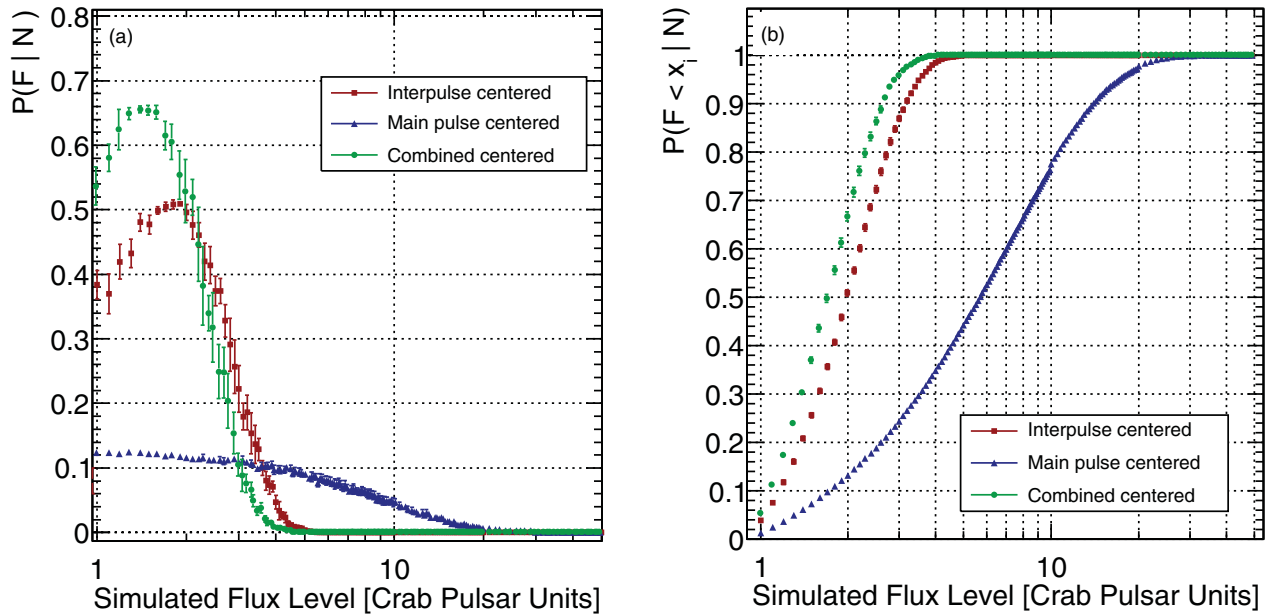 (a)
P(F | N)
0.8
0.7
0.6
0.5
0.4
0.3
0.2
0.1
0
Interpulse centered
Main pulse centered
Combined centered
1
10
Simulated Flux Level [Crab Pulsar Units]
(b)
P(F < x_i | N)
1
0.9
0.8
0.7
0.6
0.5
0.4
0.3
0.2
0.1
0
Interpulse centered
Main pulse centered
Combined centered
1
10
Simulated Flux Level [Crab Pulsar Units]